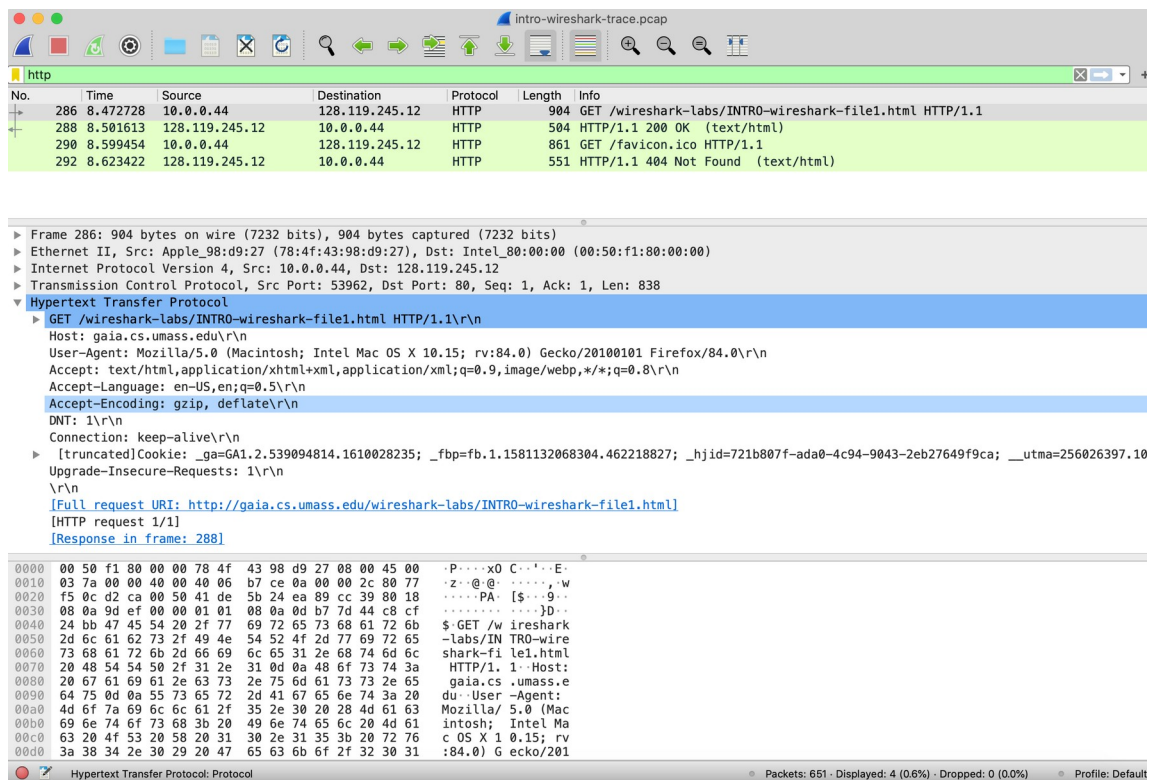 intro-wireshark-trace.pcap
http
No. Time Source Destination Protocol Length Info
286 8.472728 10.0.0.44 128.119.245.12 HTTP 904 GET /wireshark-labs/INTRO-wireshark-file1.html HTTP/1.1
288 8.501613 128.119.245.12 10.0.0.44 HTTP 504 HTTP/1.1 200 OK (text/html)
290 8.599454 10.0.0.44 128.119.245.12 HTTP 861 GET /favicon.ico HTTP/1.1
292 8.623422 128.119.245.12 10.0.0.44 HTTP 551 HTTP/1.1 404 Not Found (text/html)
Frame 286: 904 bytes on wire (7232 bits), 904 bytes captured (7232 bits)
Ethernet II, Src: Apple_98:d9:27 (78:4f:43:98:d9:27), Dst: Intel_80:00:00 (00:50:f1:80:00:00)
Internet Protocol Version 4, Src: 10.0.0.44, Dst: 128.119.245.12
Transmission Control Protocol, Src Port: 53962, Dst Port: 80, Seq: 1, Ack: 1, Len: 838
Hypertext Transfer Protocol
GET /wireshark-labs/INTRO-wireshark-file1.html HTTP/1.1\r\n
Host: gaia.cs.umass.edu\r\n
User-Agent: Mozilla/5.0 (Macintosh; Intel Mac OS X 10.15; rv:84.0) Gecko/20100101 Firefox/84.0\r\n
Accept: text/html,application/xhtml+xml,application/xml;q=0.9,image/webp,*/*;q=0.8\r\n
Accept-Language: en-US,en;q=0.5\r\n
Accept-Encoding: gzip, deflate\r\n
DNT: 1\r\n
Connection: keep-alive\r\n
[truncated]Cookie: _ga=GA1.2.539094814.1610028235; _fbp=fb.1.1581132068304.462218827; _hjid=721b807f-ada0-4c94-9043-2eb27649f9ca; __utma=256026397.10
Upgrade-Insecure-Requests: 1\r\n
\r\n
[Full request URI: http://gaia.cs.umass.edu/wireshark-labs/INTRO-wireshark-file1.html]
[HTTP request 1/1]
[Response in frame: 288]
0000 00 50 f1 80 00 00 78 4f 43 98 d9 27 08 00 45 00 ·P····xO C··'··E·
0010 03 7a 00 00 40 00 40 06 b7 ce 0a 00 00 2c 80 77 ·z··@·@· ·····,·w
0020 f5 0c d2 ca 00 50 41 de 5b 24 ea 89 cc 39 80 18 ·····PA· [$···9··
0030 08 0a 9d ef 00 00 01 01 08 0a 0d b7 7d 44 c8 cf ········ ····}D··
0040 24 bb 47 45 54 20 2f 77 69 72 65 73 68 61 72 6b $·GET /w ireshark
0050 2d 6c 61 62 73 2f 49 4e 54 52 4f 2d 77 69 72 65 -labs/IN TRO-wire
0060 73 68 61 72 6b 2d 66 69 6c 65 31 2e 68 74 6d 6c shark-fi le1.html
0070 20 48 54 54 50 2f 31 2e 31 0d 0a 48 6f 73 74 3a HTTP/1. 1··Host:
0080 20 67 61 69 61 2e 63 73 2e 75 6d 61 73 73 2e 65 gaia.cs .umass.e
0090 64 75 0d 0a 55 73 65 72 2d 41 67 65 6e 74 3a 20 du··User -Agent:
00a0 4d 6f 7a 69 6c 6c 61 2f 35 2e 30 20 28 4d 61 63 Mozilla/ 5.0 (Mac
00b0 69 6e 74 6f 73 68 3b 20 49 6e 74 65 6c 20 4d 61 intosh; Intel Ma
00c0 63 20 4f 53 20 58 20 31 30 2e 31 35 3b 20 72 76 c OS X 1 0.15; rv
00d0 3a 38 34 2e 30 29 20 47 65 63 6b 6f 2f 32 30 31 :84.0) G ecko/201
Hypertext Transfer Protocol: Protocol Packets: 651 · Displayed: 4 (0.6%) · Dropped: 0 (0.0%) Profile: Default